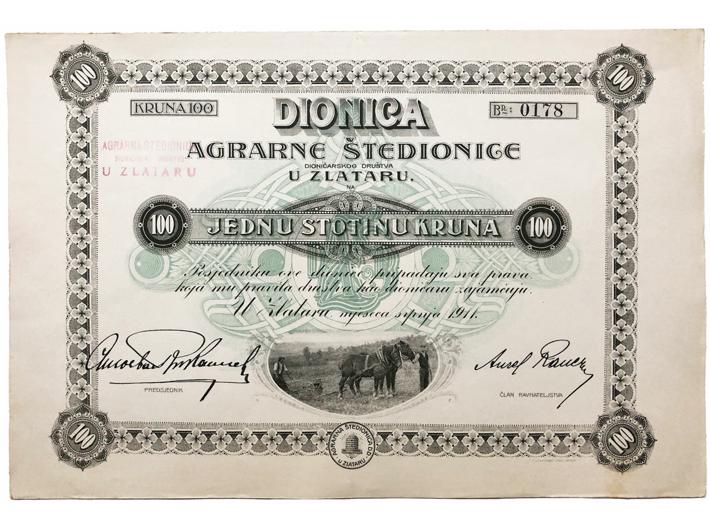 100
100
KRUNA 100
DIONICA
Br: 0178
AGRARNE ŠTEDIONICE
DIONIČARSKOG DRUŠTVA
U ZLATARU.
NA
AGRARNA ŠTEDIONICA
U ZLATARU
100
JEDNU STOTINU KRUNA
100
Posjedniku ove dionice pripadaju sva prava
koja mu pravila društva kao dioničaru zajamčuju.
U Zlataru, mjeseca srpnja 1911.
PREDSJEDNIK
ČLAN RAVNATELJSTVA
100
AGRARNA ŠTEDIONICA D.D.
U ZLATARU
100